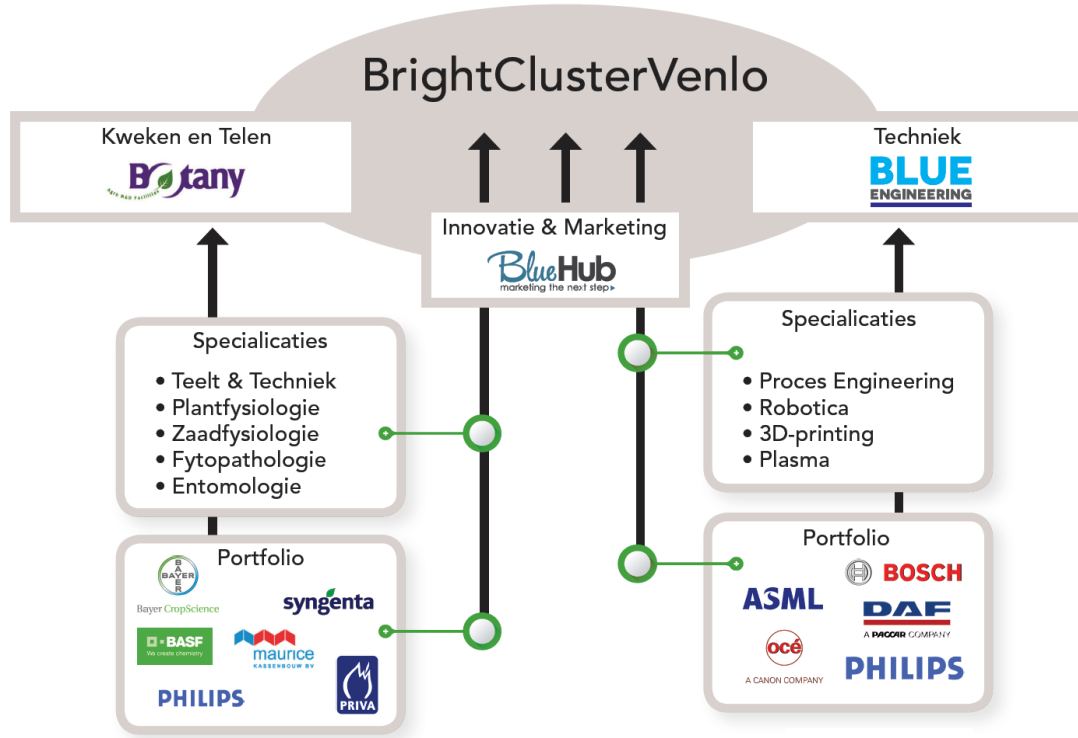 BrightClusterVenlo
Kweken en Telen
Botany
Agro R&D Facilities
Techniek
BLUE
ENGINEERING
Innovatie & Marketing
BlueHub
marketing the next step
Specialicaties
• Teelt & Techniek
• Plantfysiologie
• Zaadfysiologie
• Fytopathologie
• Entomologie
Specialicaties
• Proces Engineering
• Robotica
• 3D-printing
• Plasma
Portfolio
BAYER
BAYER
Bayer CropScience
syngenta
BASF
We create chemistry
maurice
KASSENBOUW BV
PHILIPS
PRIVA
Portfolio
BOSCH
ASML
DAF
A PACCAR COMPANY
océ
A CANON COMPANY
PHILIPS